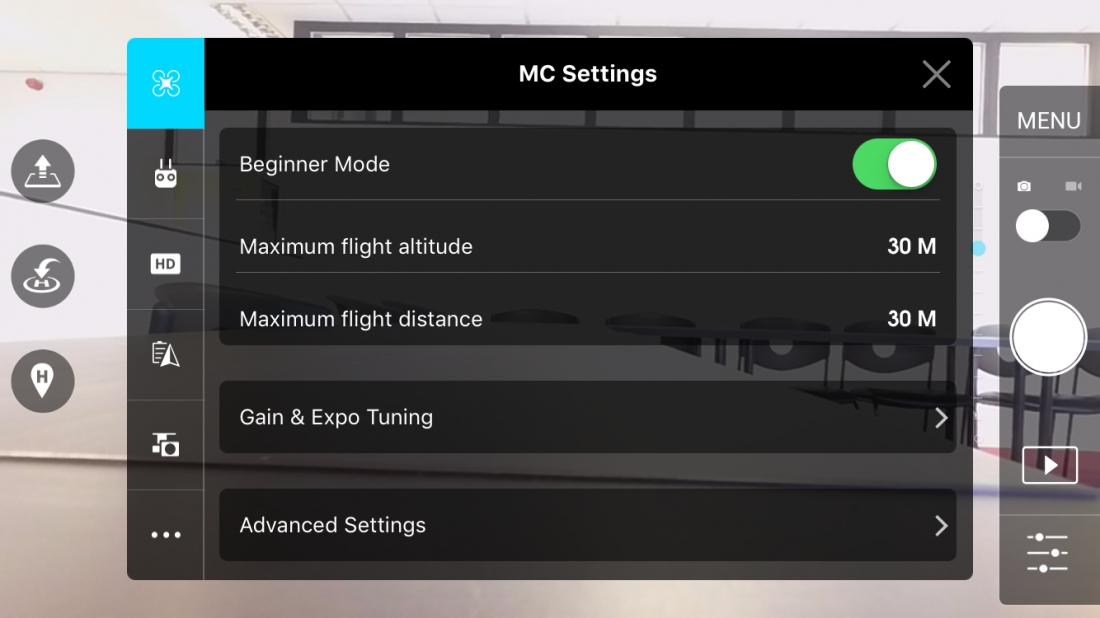 MC Settings
Beginner Mode
Maximum flight altitude 30 M
Maximum flight distance 30 M
Gain & Expo Tuning
Advanced Settings
HD
H
H
MENU